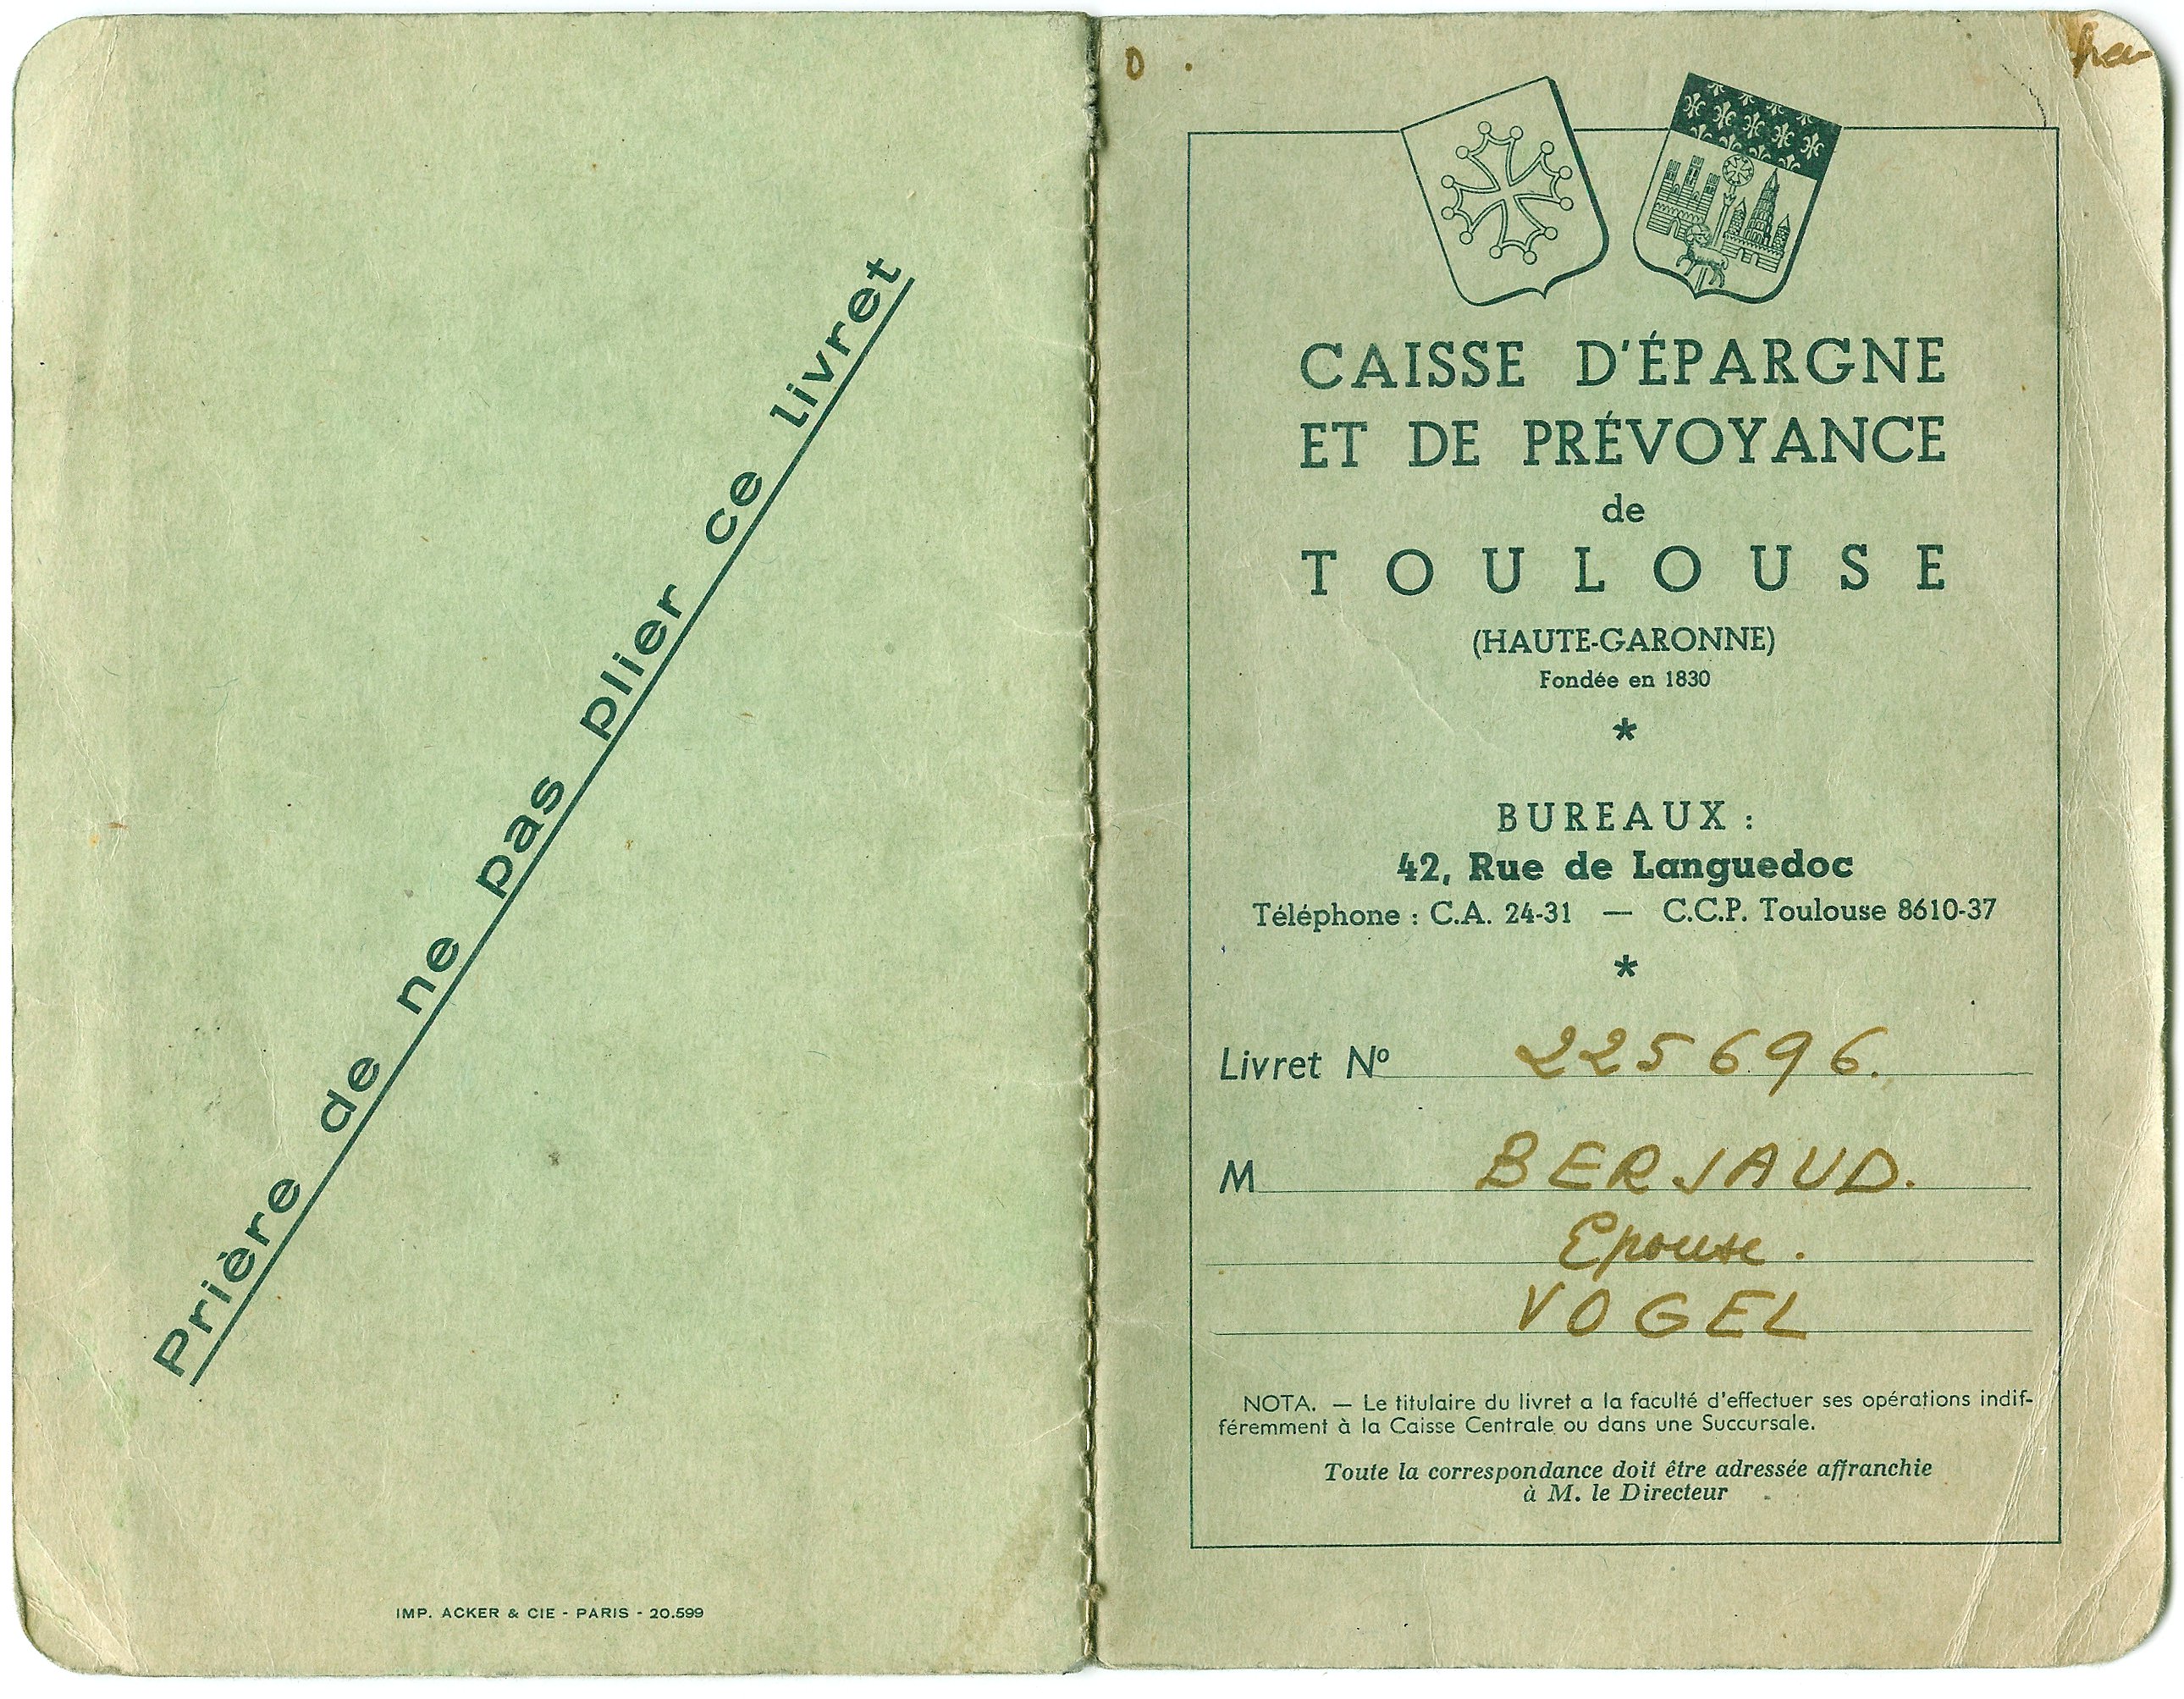 Prière de ne pas plier ce livret
IMP. ACKER & CIE - PARIS - 20.599
O .
CAISSE D'ÉPARGNE
ET DE PRÉVOYANCE
de
TOULOUSE
(HAUTE-GARONNE)
Fondée en 1830
*
BUREAUX :
42, Rue de Languedoc
Téléphone : C.A. 24-31 — C.C.P. Toulouse 8610-37
*
Livret Nº 225696.
M BERJAUD.
Epouse.
VOGEL
NOTA. — Le titulaire du livret a la faculté d'effectuer ses opérations indif-
féremment à la Caisse Centrale ou dans une Succursale.
Toute la correspondance doit être adressée affranchie
à M. le Directeur